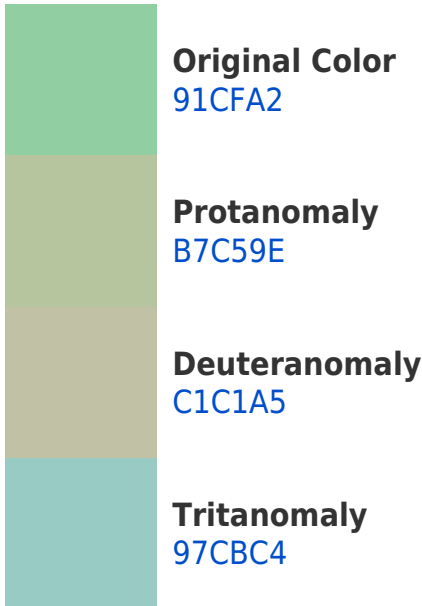 Original Color
91CFA2
Protanomaly
B7C59E
Deuteranomaly
C1C1A5
Tritanomaly
97CBC4